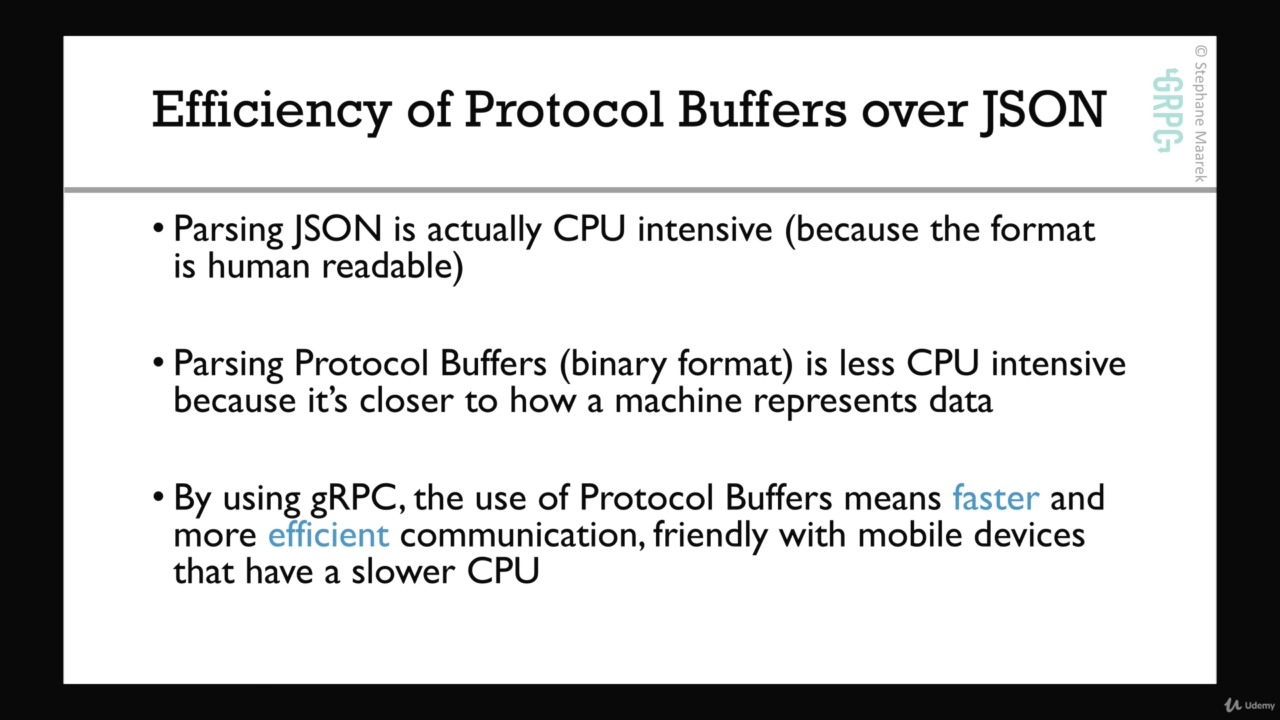 Efficiency of Protocol Buffers over JSON
GRPC
© Stephane Maarek
• Parsing JSON is actually CPU intensive (because the format
is human readable)
• Parsing Protocol Buffers (binary format) is less CPU intensive
because it’s closer to how a machine represents data
• By using gRPC, the use of Protocol Buffers means faster and
more efficient communication, friendly with mobile devices
that have a slower CPU
Udemy